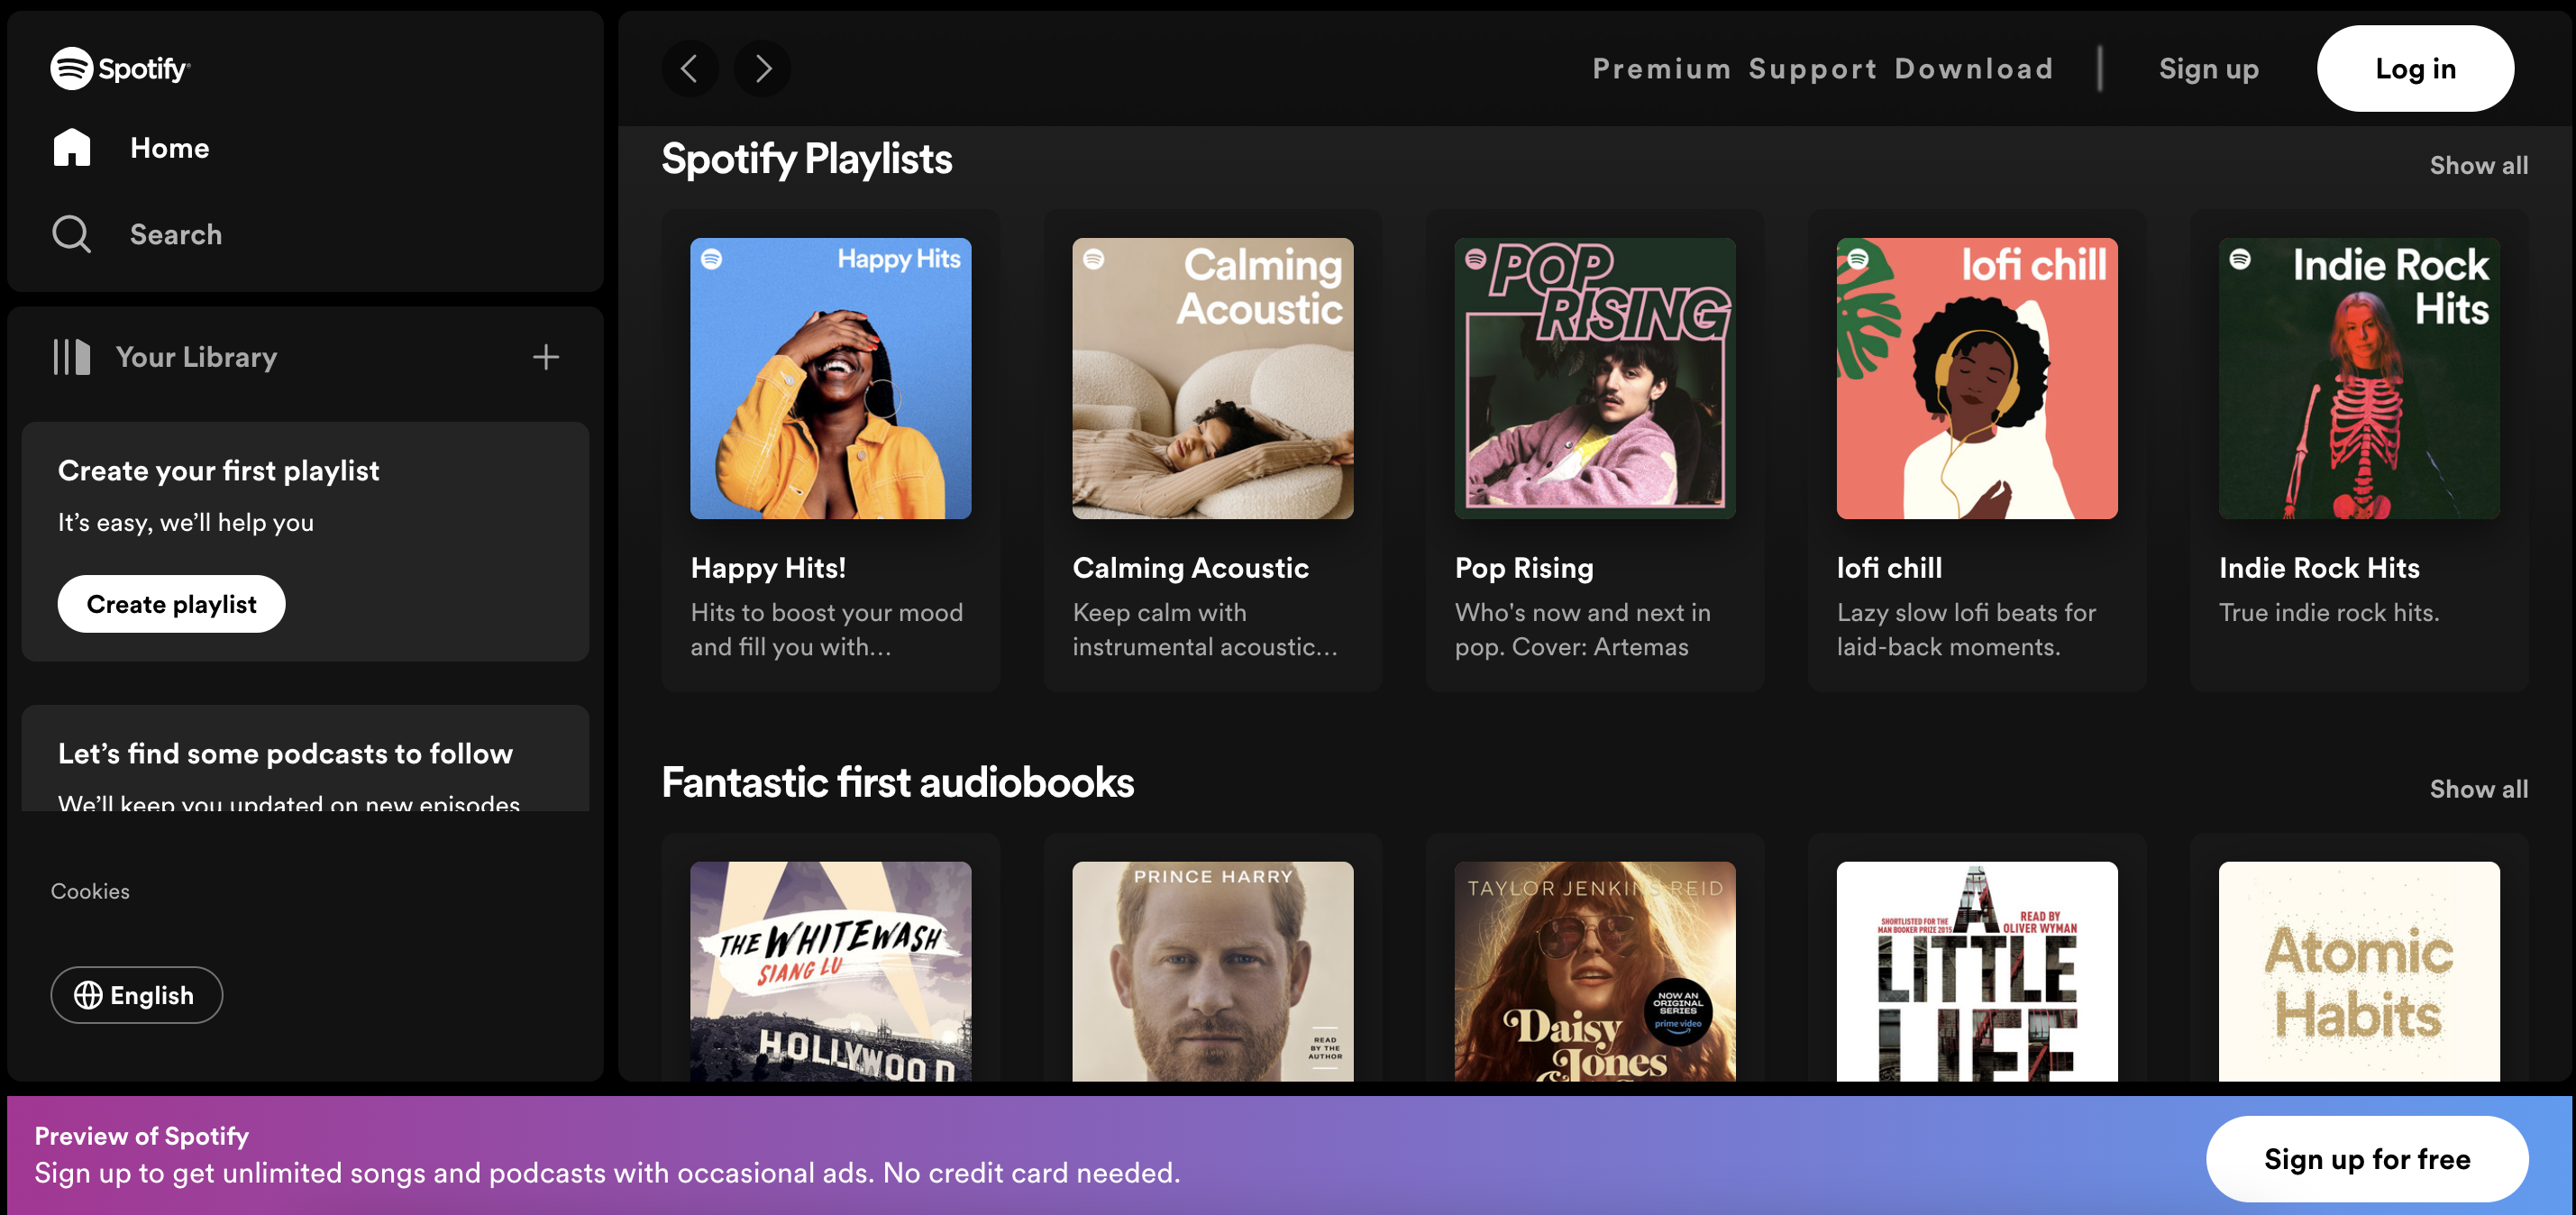 Spotify
Home
Search
Your Library
Create your first playlist
It's easy, we'll help you
Create playlist
Let's find some podcasts to follow
We'll keep you updated on new episodes
Cookies
English
Premium Support Download
Sign up
Log in
Spotify Playlists
Show all
Happy Hits
Happy Hits!
Hits to boost your mood
and fill you with...
Calming
Acoustic
Calming Acoustic
Keep calm with
instrumental acoustic...
POP
RISING
Pop Rising
Who's now and next in
pop. Cover: Artemas
lofi chill
lofi chill
Lazy slow lofi beats for
laid-back moments.
Indie Rock
Hits
Indie Rock Hits
True indie rock hits.
Fantastic first audiobooks
Show all
THE WHITEWASH
SIANG LU
HOLLYWOOD
PRINCE HARRY
READ
BY THE
AUTHOR
TAYLOR JENKINS REID
NOW AN
ORIGINAL
SERIES
prime video
Daisy
Jones
&
A
SHORTLISTED FOR THE
MAN BOOKER PRIZE 2015
READ BY
OLIVER WYMAN
LITTLE
LIFE
Atomic
Habits
Preview of Spotify
Sign up to get unlimited songs and podcasts with occasional ads. No credit card needed.
Sign up for free